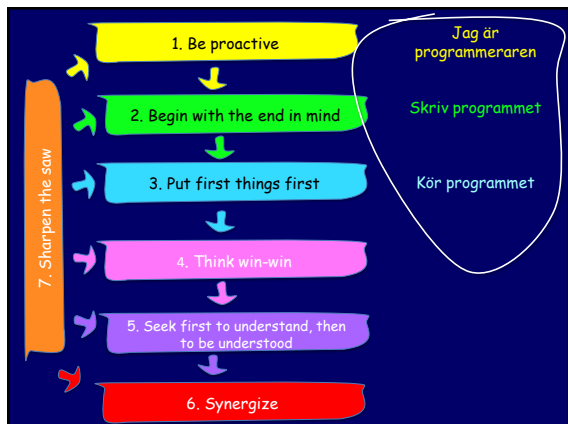 1. Be proactive
Jag är
programmeraren
2. Begin with the end in mind
Skriv programmet
3. Put first things first
Kör programmet
4. Think win-win
5. Seek first to understand, then
to be understood
6. Synergize
7. Sharpen the saw